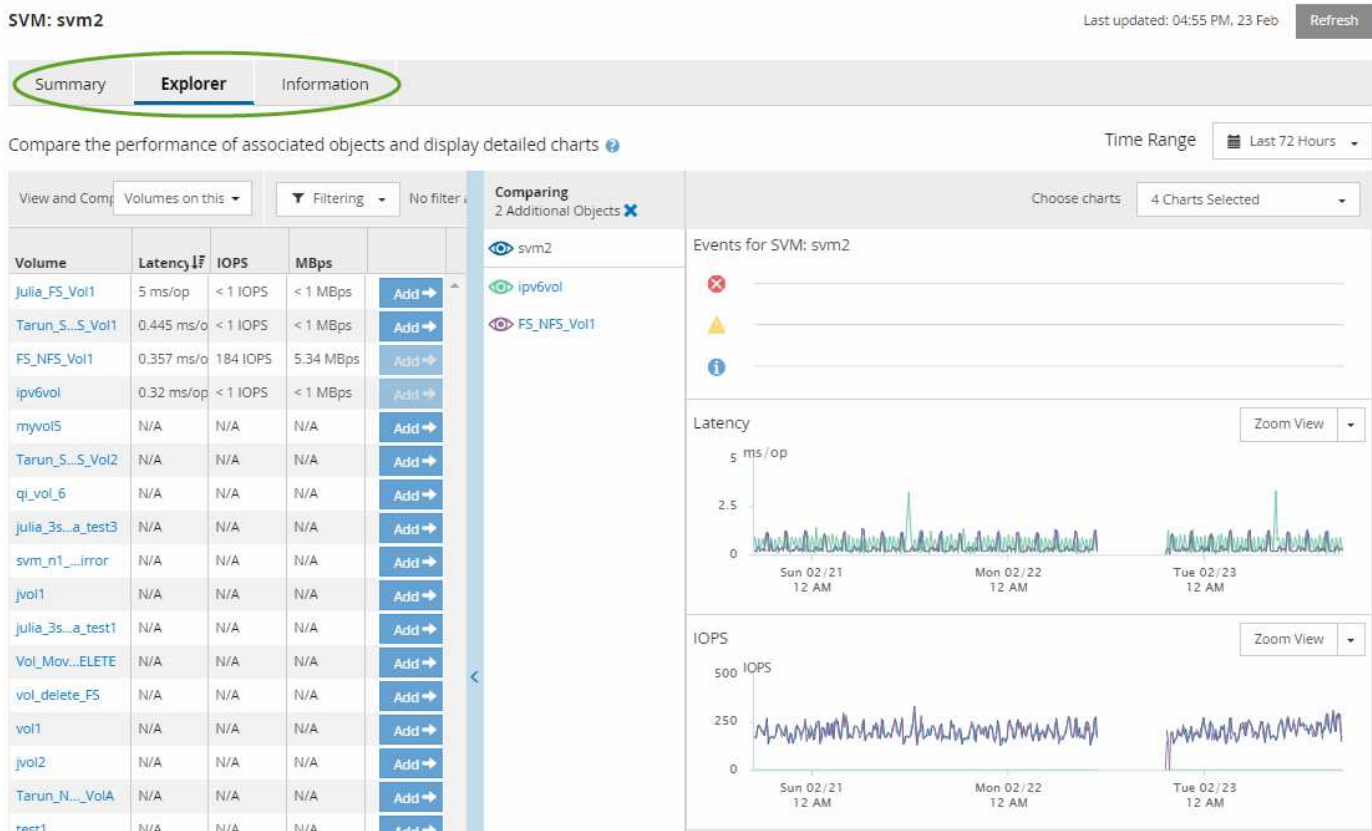 SVM: svm2
Last updated: 04:55 PM, 23 Feb
Refresh
Summary
Explorer
Information
Compare the performance of associated objects and display detailed charts
Time Range
Last 72 Hours
View and Comp
Volumes on this
Filtering
No filter
Comparing
2 Additional Objects
Choose charts
4 Charts Selected
Volume Latency IOPS MBps
Julia_FS_Vol1 5 ms/op < 1 IOPS < 1 MBps Add
Tarun_S...S_Vol1 0.445 ms/o < 1 IOPS < 1 MBps Add
FS_NFS_Vol1 0.357 ms/o 184 IOPS 5.34 MBps Add
ipv6vol 0.32 ms/op < 1 IOPS < 1 MBps Add
myvol5 N/A N/A N/A Add
Tarun_S...S_Vol2 N/A N/A N/A Add
qi_vol_6 N/A N/A N/A Add
julia_3s...a_test3 N/A N/A N/A Add
svm_n1_...irror N/A N/A N/A Add
jvol1 N/A N/A N/A Add
julia_3s...a_test1 N/A N/A N/A Add
Vol_Mov...ELETE N/A N/A N/A Add
vol_delete_FS N/A N/A N/A Add
vol1 N/A N/A N/A Add
jvol2 N/A N/A N/A Add
Tarun_N..._VolA N/A N/A N/A Add
test1 N/A N/A N/A Add
svm2
ipv6vol
FS_NFS_Vol1
Events for SVM: svm2
Latency
Zoom View
ms/op
5
2.5
0
Sun 02/21 Mon 02/22 Tue 02/23
12 AM 12 AM 12 AM
IOPS
Zoom View
IOPS
500
250
0
Sun 02/21 Mon 02/22 Tue 02/23
12 AM 12 AM 12 AM